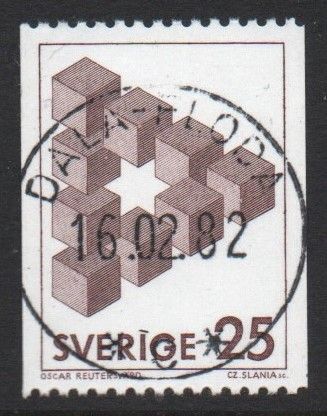 DALA-FLODA
16.02.82
* C *
SVERIGE 25
OSCAR REUTERSVÄRD CZ. SLANIA SC.